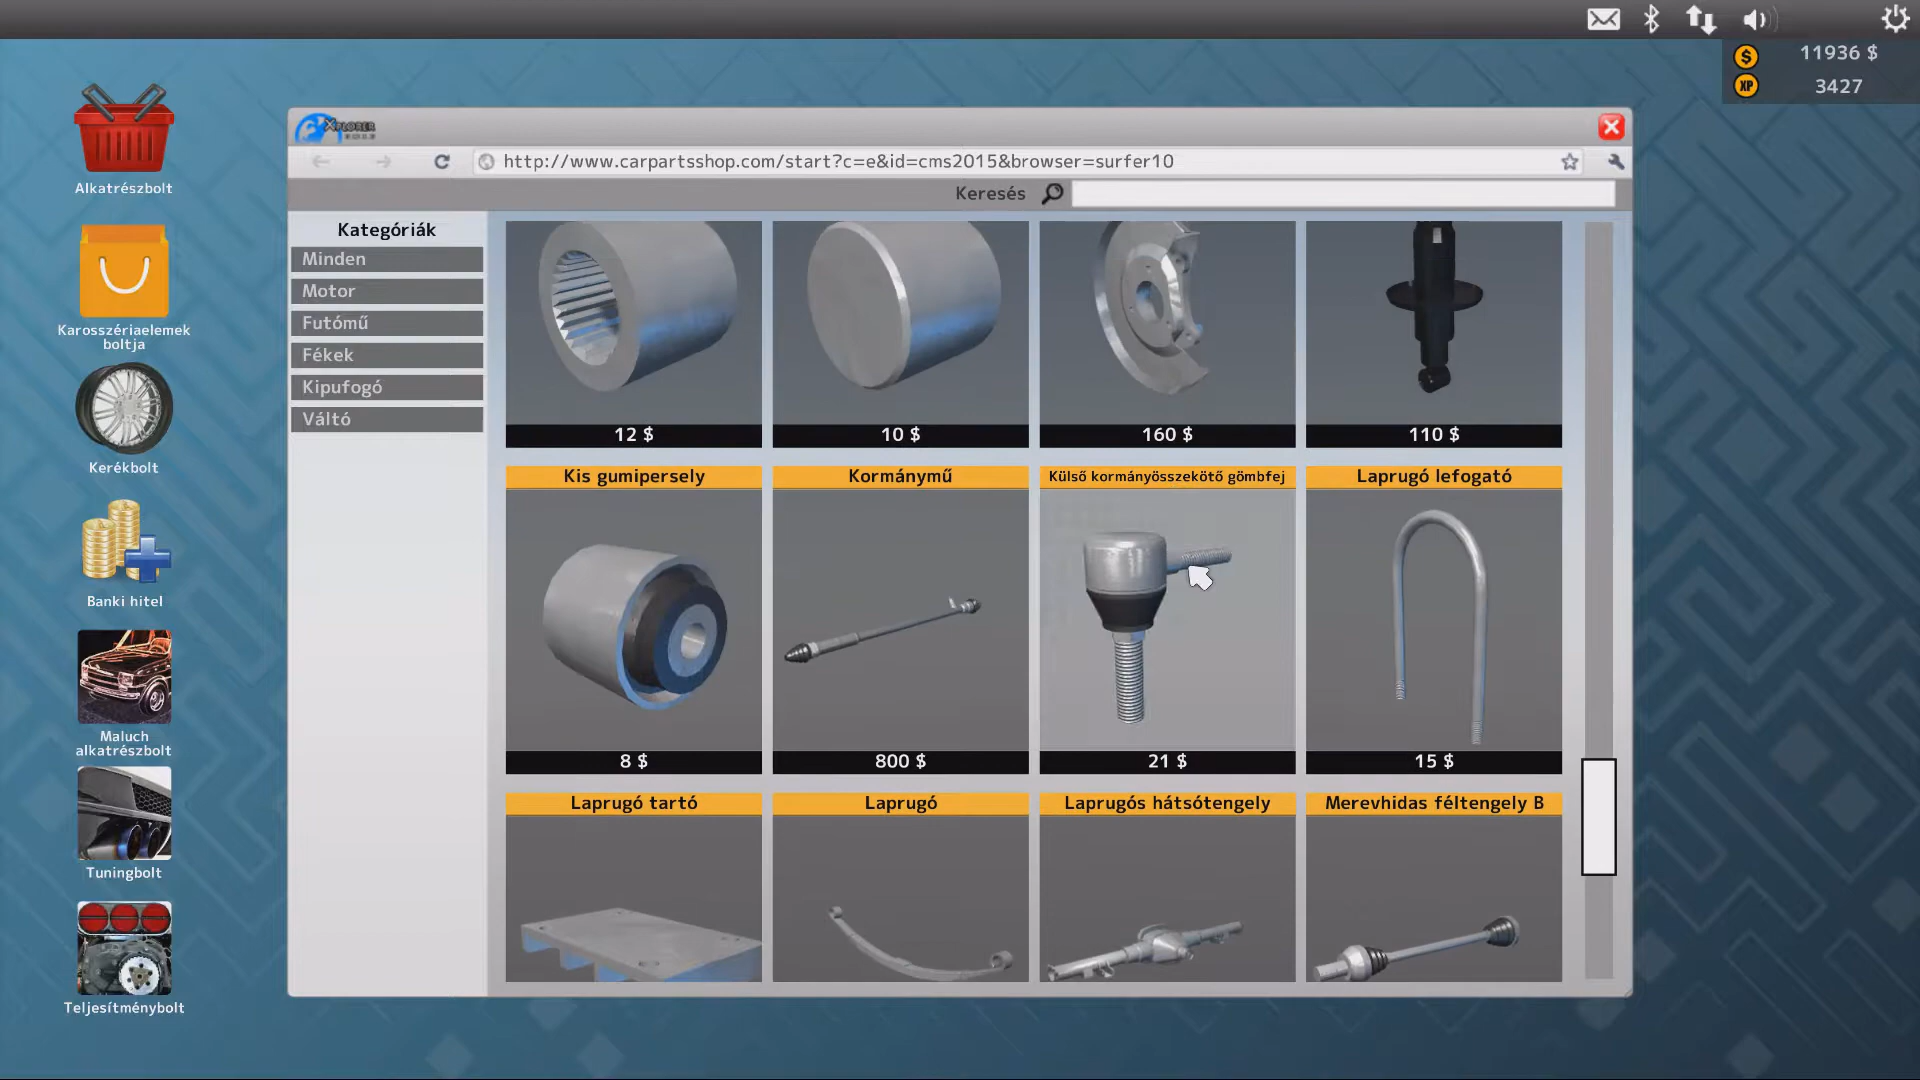 11936 $
XP
3427
Alkatrészbolt
Karosszériaelemek
boltja
Kerékbolt
Banki hitel
Maluch
alkatrészbolt
Tuningbolt
Teljesítménybolt
XPLORER
http://www.carpartsshop.com/start?c=e&id=cms2015&browser=surfer10
Keresés
Kategóriák
Minden
Motor
Futómű
Fékek
Kipufogó
Váltó
12 $
10 $
160 $
110 $
Kis gumipersely
Kormánymű
Külső kormányösszekötő gömbfej
Laprugó lefogató
8 $
800 $
21 $
15 $
Laprugó tartó
Laprugó
Laprugós hátsótengely
Merevhidas féltengely B